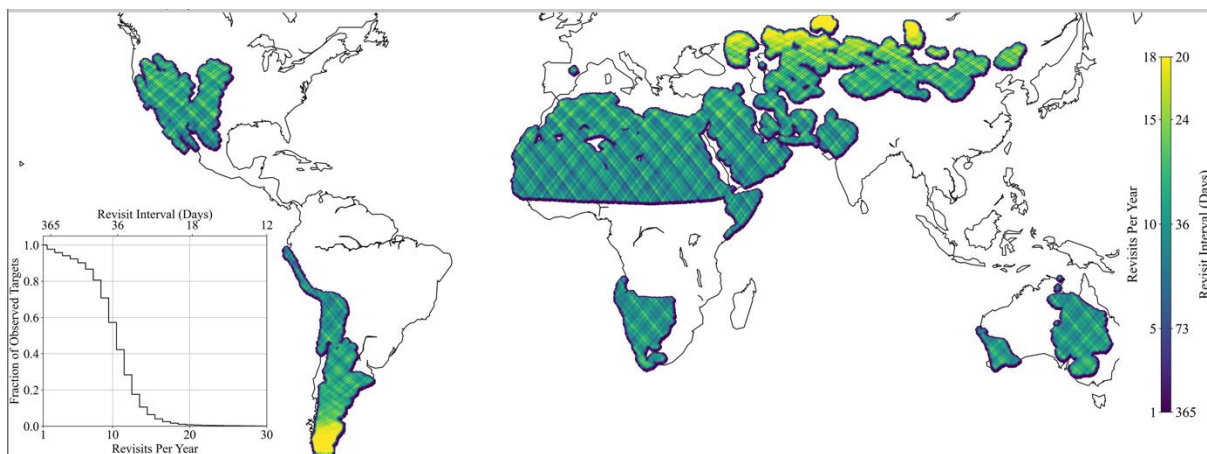 Revisit Interval (Days)
365 36 18 12
1.0
0.8
0.6
0.4
0.2
0.0
Fraction of Observed Targets
1 10 20 30
Revisits Per Year
18 20
15 24
10 36
5 73
1 365
Revisits Per Year
Revisit Interval (Days)